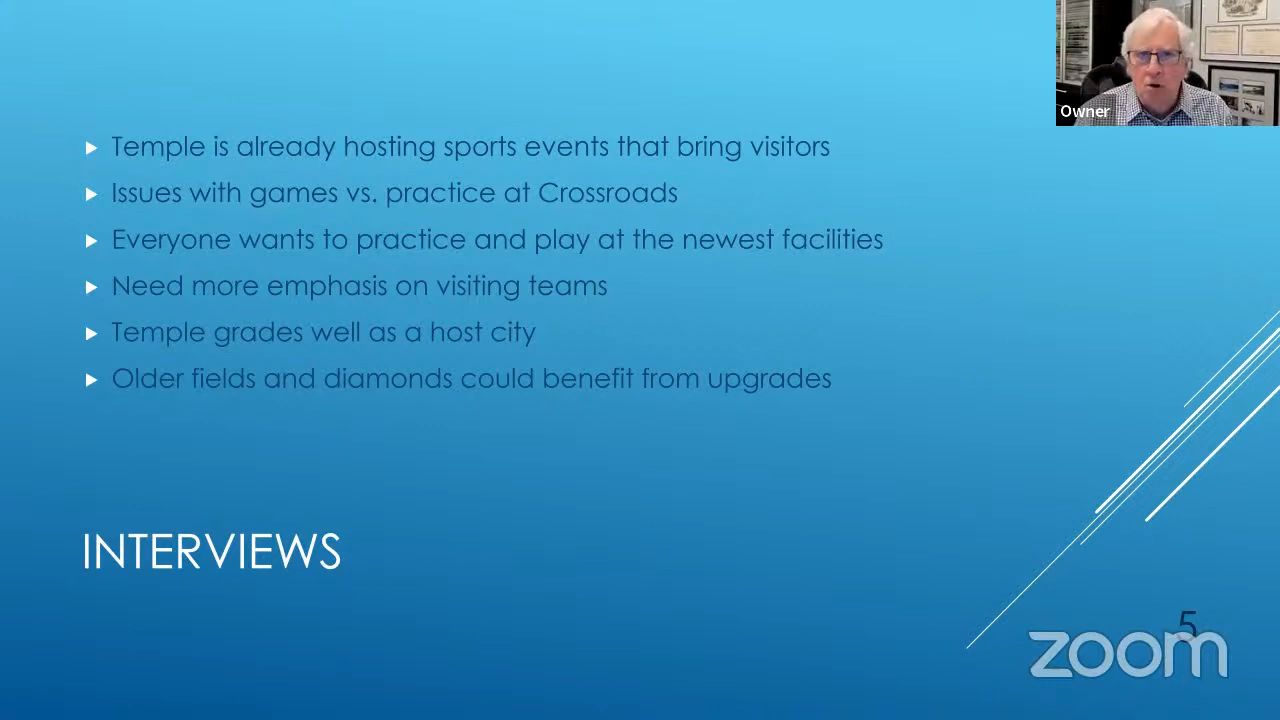 Owner
Temple is already hosting sports events that bring visitors
Issues with games vs. practice at Crossroads
Everyone wants to practice and play at the newest facilities
Need more emphasis on visiting teams
Temple grades well as a host city
Older fields and diamonds could benefit from upgrades
INTERVIEWS
5
zoom